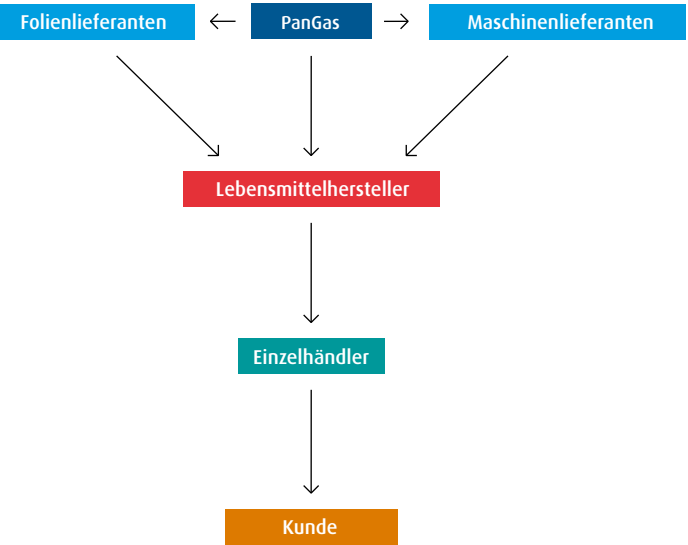 Folienlieferanten
PanGas
Maschinenlieferanten
Lebensmittelhersteller
Einzelhändler
Kunde